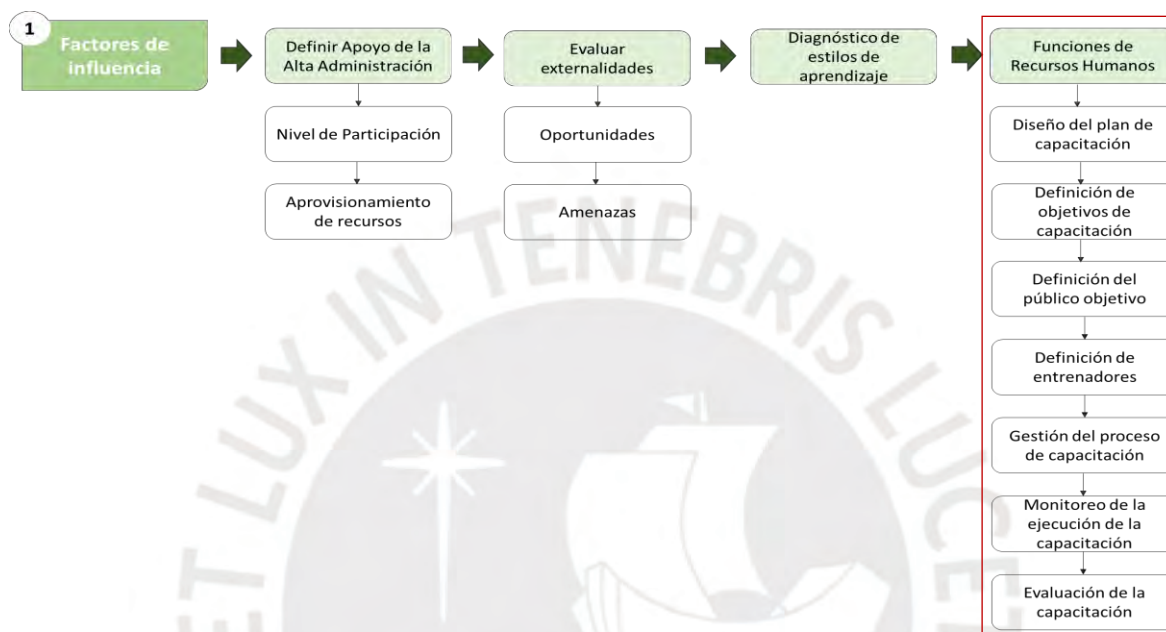 1
Factores de
influencia
Definir Apoyo de la
Alta Administración
Nivel de Participación
Aprovisionamiento
de recursos
Evaluar
externalidades
Oportunidades
Amenazas
Diagnóstico de
estilos de
aprendizaje
Funciones de
Recursos Humanos
Diseño del plan de
capacitación
Definición de
objetivos de
capacitación
Definición del
público objetivo
Definición de
entrenadores
Gestión del proceso
de capacitación
Monitoreo de la
ejecución de la
capacitación
Evaluación de la
capacitación
ET LUX IN TENEBRIS LUCET